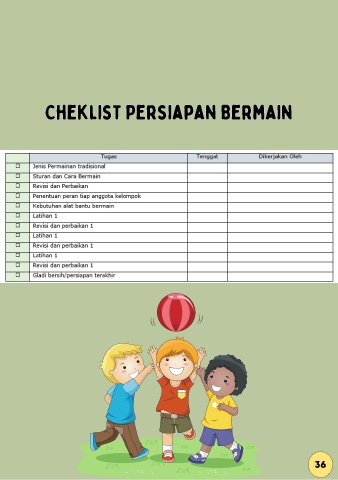 CHEKLIST PERSIAPAN BERMAIN
Tugas Tenggat Dikerjakan Oleh
Jenis Permainan tradisional
Sturan dan Cara Bermain
Revisi dan Perbaikan
Penentuan peran tiap anggota kelompok
Kebutuhan alat bantu bermain
Latihan 1
Revisi dan perbaikan 1
Latihan 1
Revisi dan perbaikan 1
Latihan 1
Revisi dan perbaikan 1
Gladi bersih/persiapan terakhir
36